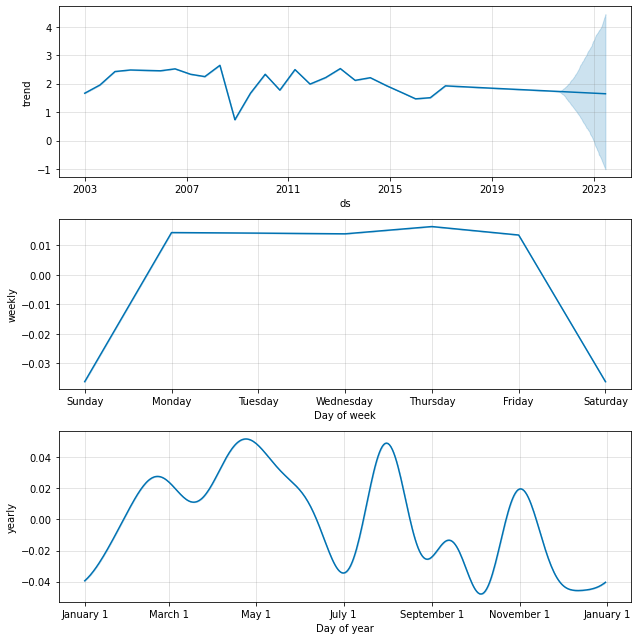 4
3
2
1
0
−1
trend
2003 2007 2011 2015 2019 2023
ds
0.01
0.00
−0.01
−0.02
−0.03
weekly
Sunday Monday Tuesday Wednesday Thursday Friday Saturday
Day of week
0.04
0.02
0.00
−0.02
−0.04
yearly
January 1 March 1 May 1 July 1 September 1 November 1 January 1
Day of year